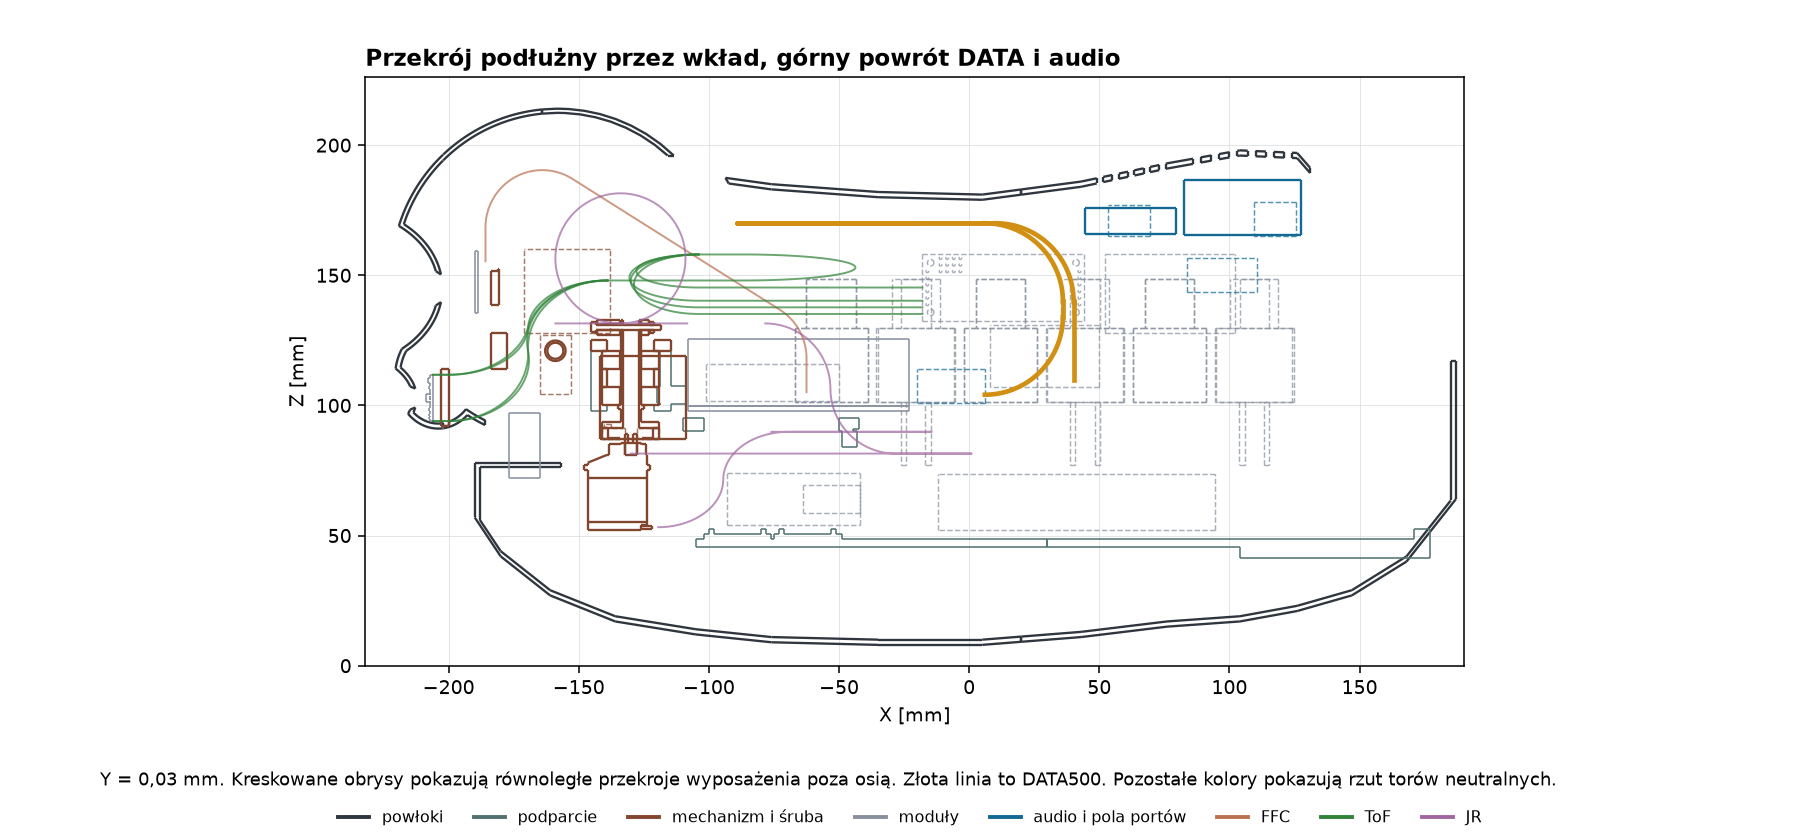 Przekrój podłużny przez wkład, górny powrót DATA i audio
200
150
100
50
0
Z [mm]
−200 −150 −100 −50 0 50 100 150
X [mm]
Y = 0,03 mm. Kreskowane obrysy pokazują równoległe przekroje wyposażenia poza osią. Złota linia to DATA500. Pozostałe kolory pokazują rzut torów neutralnych.
powłoki podparcie mechanizm i śruba moduły audio i pola portów FFC ToF JR